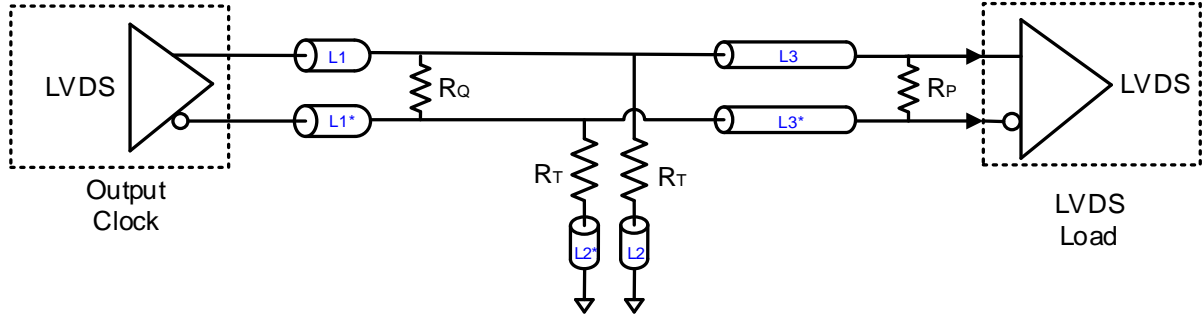 LVDS
Output
Clock
L1
L1*
RQ
RT
RT
L2*
L2
L3
L3*
RP
LVDS
LVDS
Load